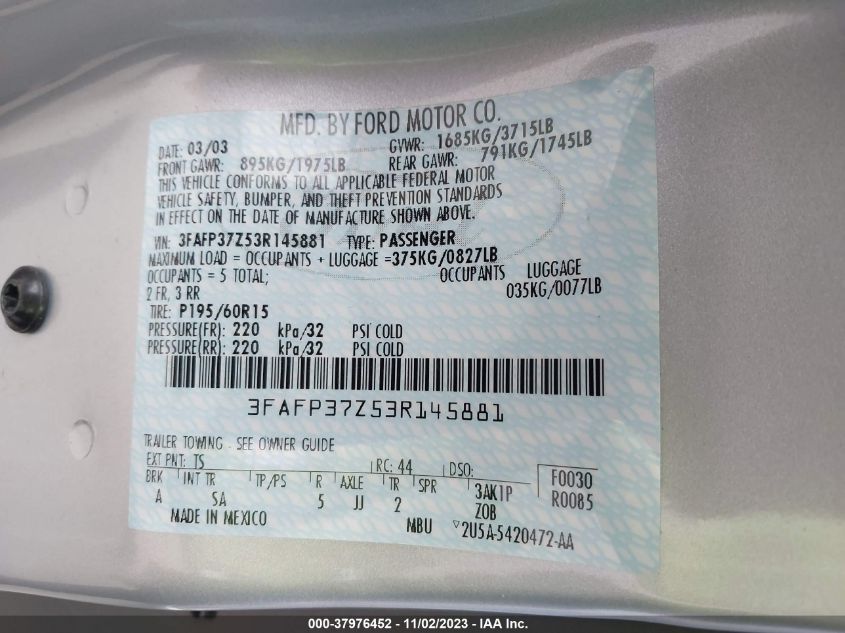 MFD. BY FORD MOTOR CO.
DATE: 03/03 GVWR: 1685KG/3715LB
FRONT GAWR: 895KG/1975LB REAR GAWR: 791KG/1745LB
THIS VEHICLE CONFORMS TO ALL APPLICABLE FEDERAL MOTOR
VEHICLE SAFETY, BUMPER, AND THEFT PREVENTION STANDARDS
IN EFFECT ON THE DATE OF MANUFACTURE SHOWN ABOVE.
VIN: 3FAFP37Z53R145881 TYPE: PASSENGER
MAXIMUM LOAD = OCCUPANTS + LUGGAGE =375KG/0827LB
OCCUPANTS = 5 TOTAL; OCCUPANTS LUGGAGE
2 FR, 3 RR 035KG/0077LB
TIRE: P195/60R15
PRESSURE(FR): 220 kPa/32 PSI COLD
PRESSURE(RR): 220 kPa/32 PSI COLD
3FAFP37Z53R145881
TRAILER TOWING - SEE OWNER GUIDE
EXT PNT: TS RC: 44 DSO: F0030
BRK INT TR TP/PS R AXLE TR SPR 3AK1P R0085
A SA 5 JJ 2 ZOB
MADE IN MEXICO MBU 2U5A-5420472-AA
000-37976452 - 11/02/2023 - IAA Inc.